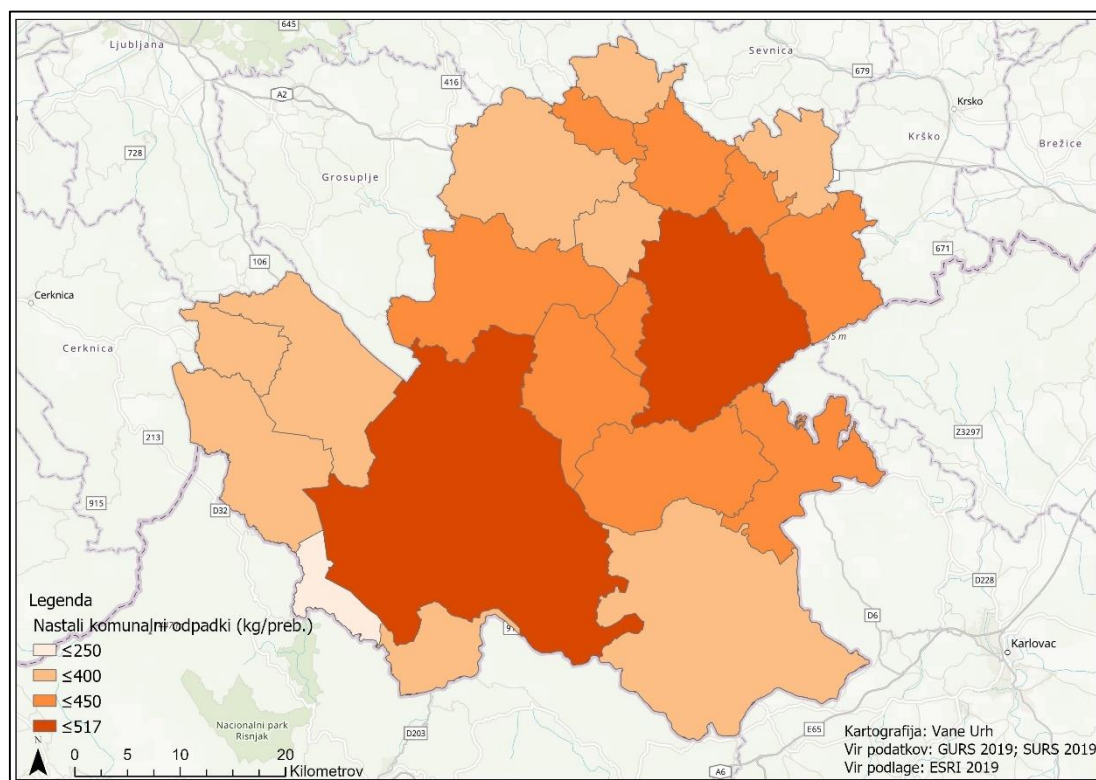 645
Ljubljana
Sevnica
679
416
A2
Krsko
Krško
Brežice
728
Grosuplje
671
106
Cerknica
Cerknica
213
Z3297
915
D32
D228
D6
Karlovac
E65
Nacionalni park
Risnjak
D203
A6
Legenda
Nastali komunalni odpadki (kg/preb.)
≤250
≤400
≤450
≤517
N
0 5 10 20
Kilometrov
Kartografija: Vane Urh
Vir podatkov: GURS 2019; SURS 2019
Vir podlage: ESRI 2019